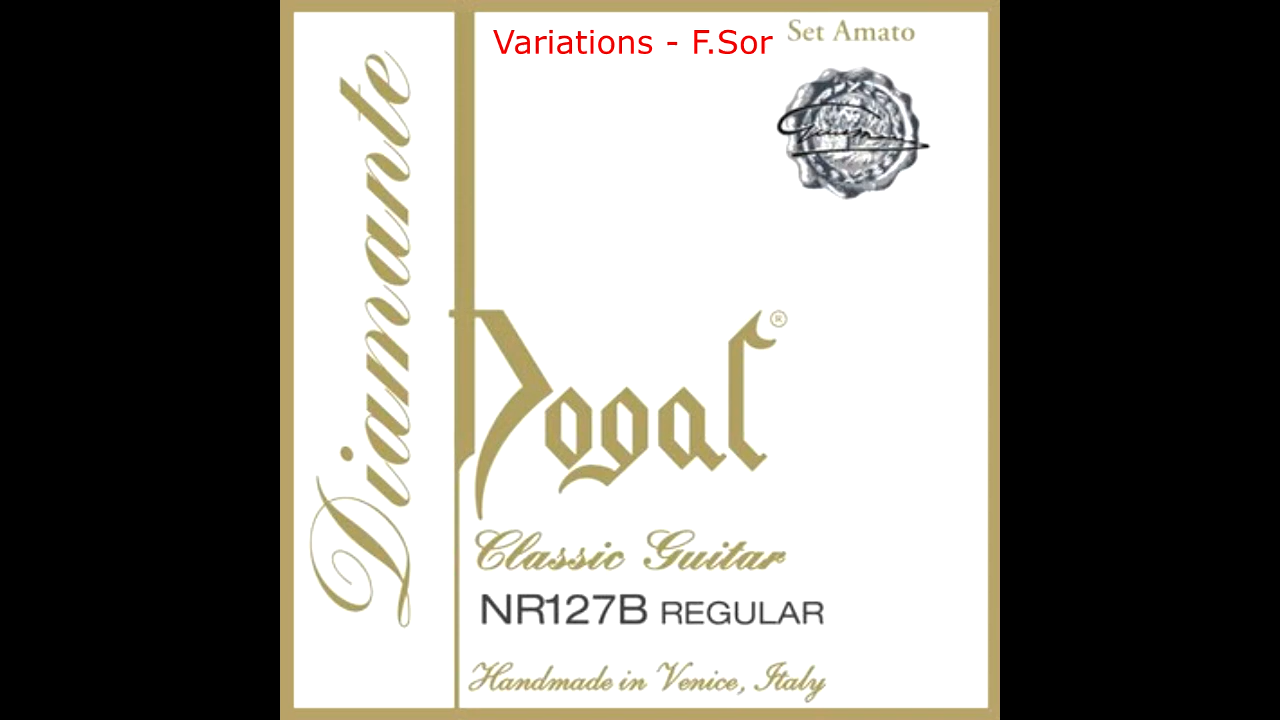 Variations - F.Sor
Set Amato
Diamante
Dogal®
Classic Guitar
NR127B REGULAR
Handmade in Venice, Italy